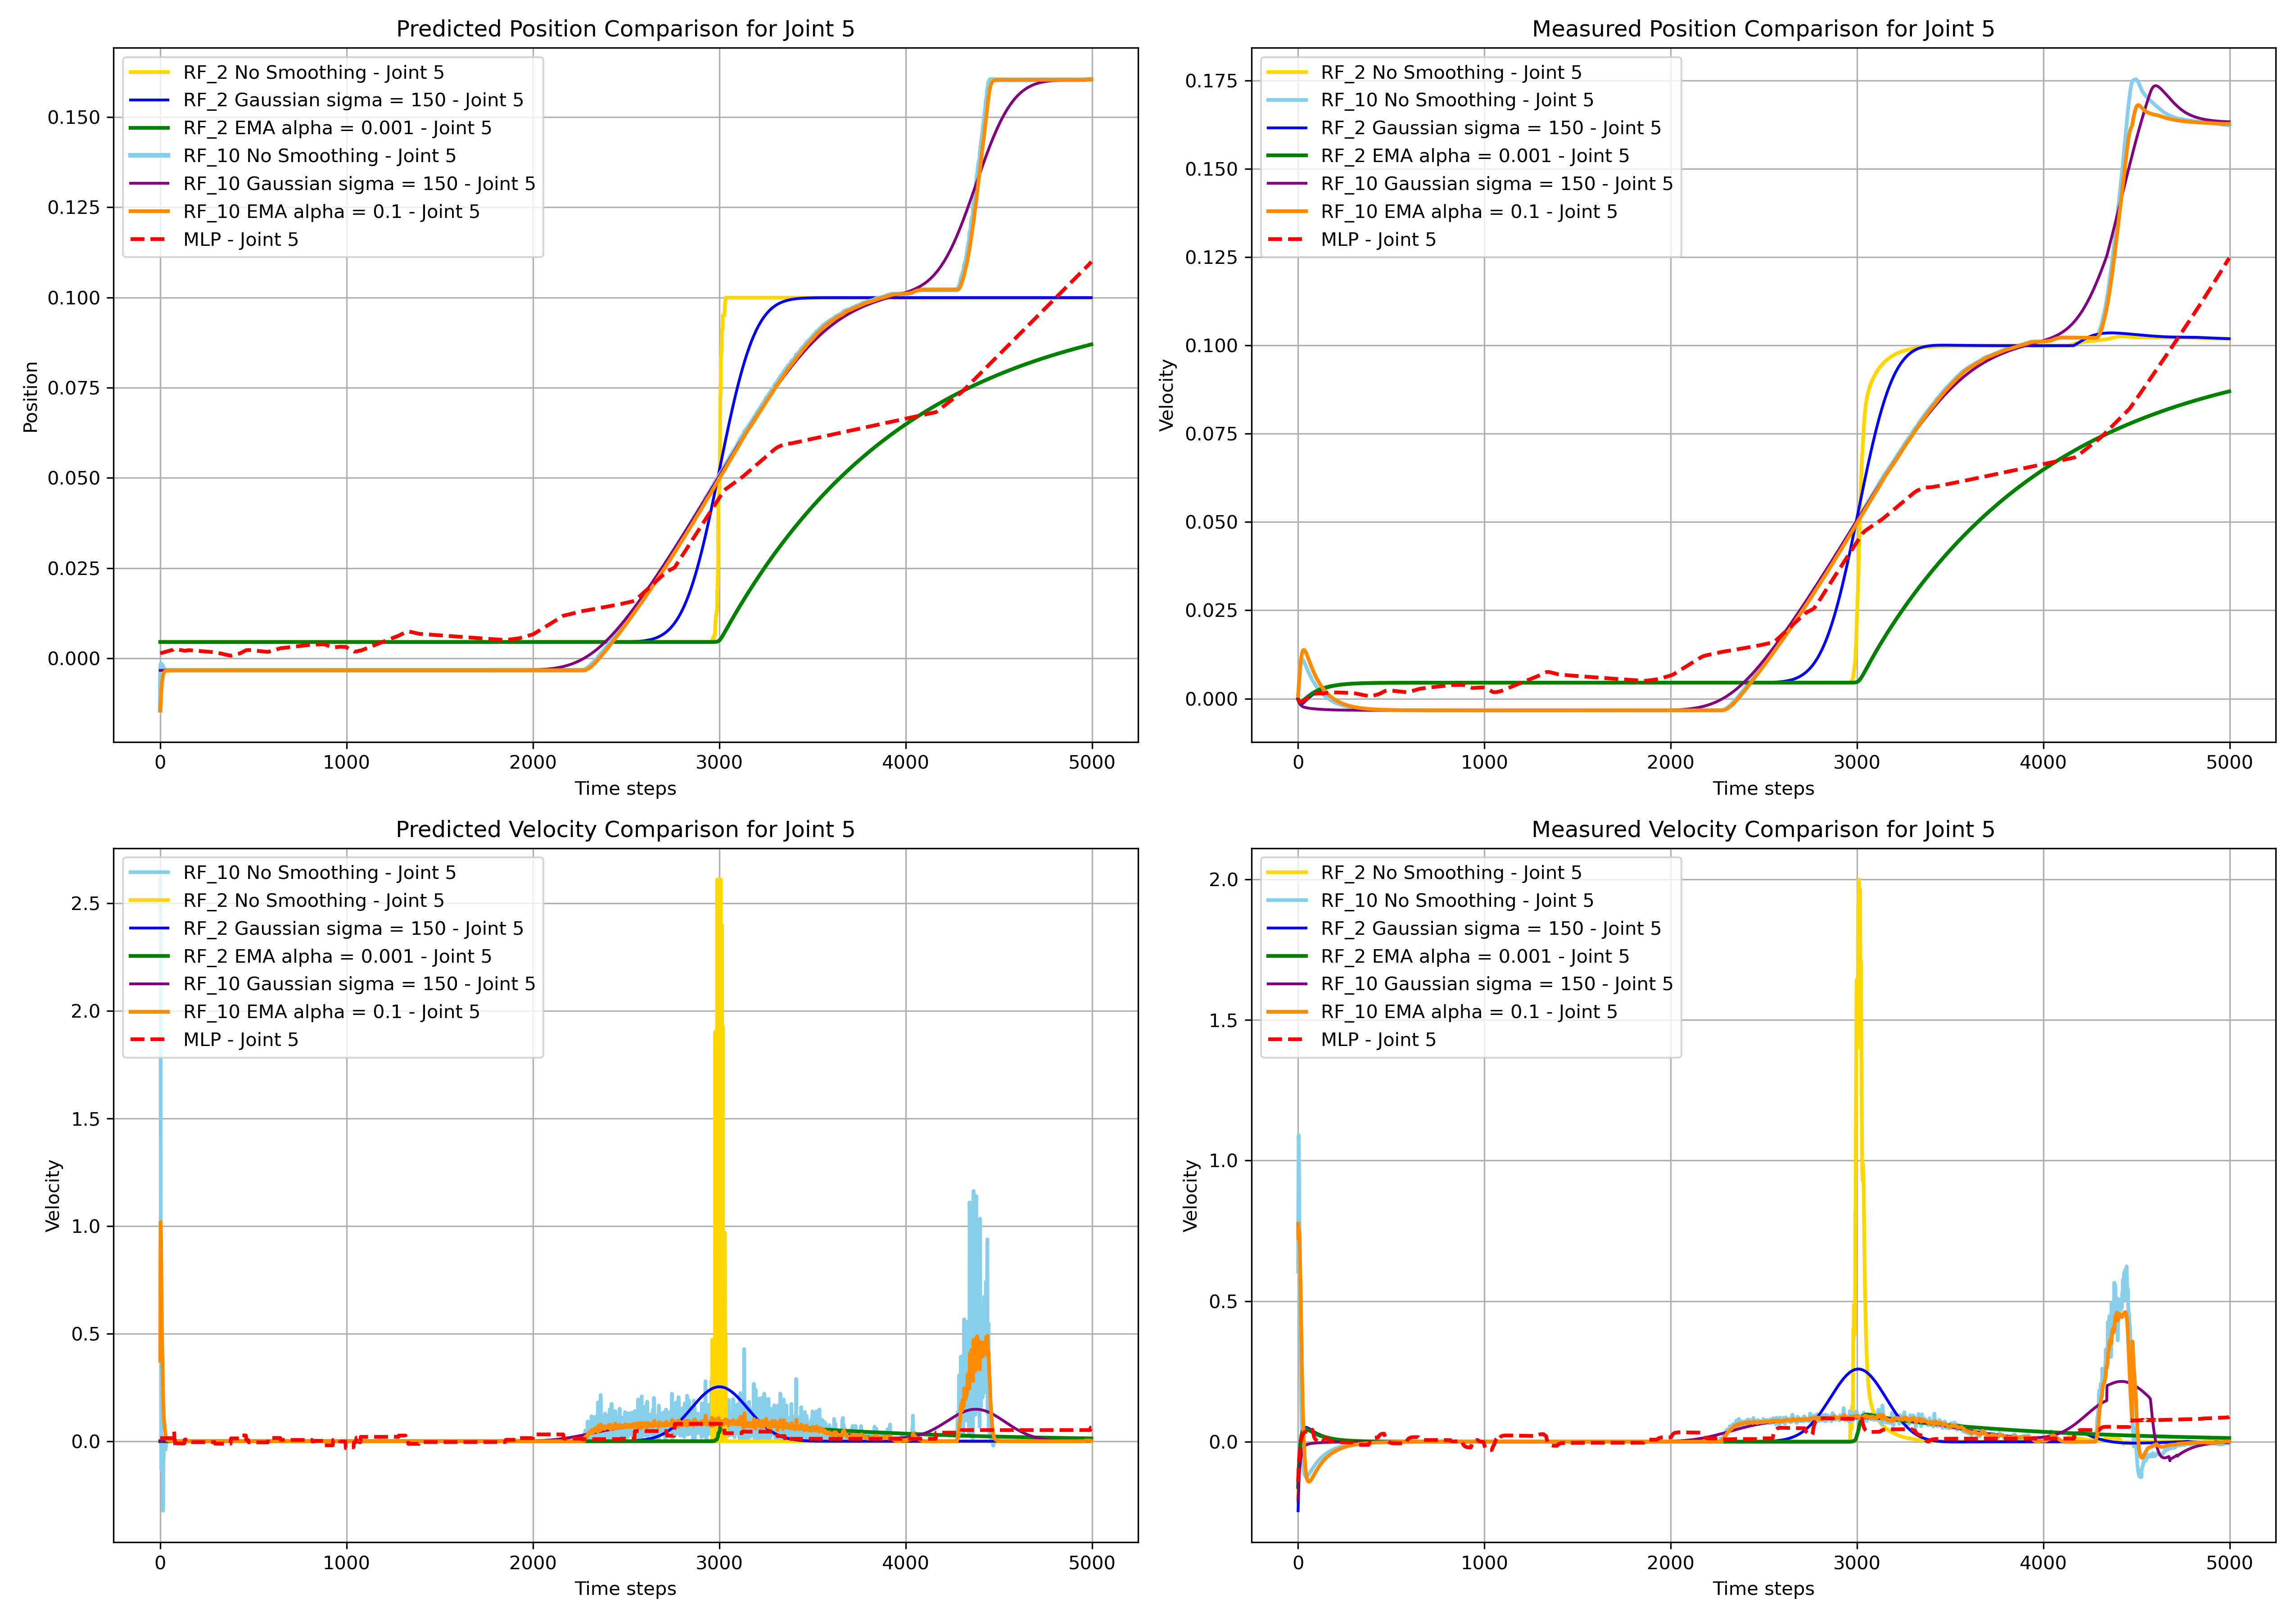 Predicted Position Comparison for Joint 5
RF_2 No Smoothing - Joint 5
RF_2 Gaussian sigma = 150 - Joint 5
RF_2 EMA alpha = 0.001 - Joint 5
RF_10 No Smoothing - Joint 5
RF_10 Gaussian sigma = 150 - Joint 5
RF_10 EMA alpha = 0.1 - Joint 5
MLP - Joint 5
Position
0.150
0.125
0.100
0.075
0.050
0.025
0.000
0 1000 2000 3000 4000 5000
Time steps
Measured Position Comparison for Joint 5
RF_2 No Smoothing - Joint 5
RF_10 No Smoothing - Joint 5
RF_2 Gaussian sigma = 150 - Joint 5
RF_2 EMA alpha = 0.001 - Joint 5
RF_10 Gaussian sigma = 150 - Joint 5
RF_10 EMA alpha = 0.1 - Joint 5
MLP - Joint 5
Velocity
0.175
0.150
0.125
0.100
0.075
0.050
0.025
0.000
0 1000 2000 3000 4000 5000
Time steps
Predicted Velocity Comparison for Joint 5
RF_10 No Smoothing - Joint 5
RF_2 No Smoothing - Joint 5
RF_2 Gaussian sigma = 150 - Joint 5
RF_2 EMA alpha = 0.001 - Joint 5
RF_10 Gaussian sigma = 150 - Joint 5
RF_10 EMA alpha = 0.1 - Joint 5
MLP - Joint 5
Velocity
2.5
2.0
1.5
1.0
0.5
0.0
0 1000 2000 3000 4000 5000
Time steps
Measured Velocity Comparison for Joint 5
RF_2 No Smoothing - Joint 5
RF_10 No Smoothing - Joint 5
RF_2 Gaussian sigma = 150 - Joint 5
RF_2 EMA alpha = 0.001 - Joint 5
RF_10 Gaussian sigma = 150 - Joint 5
RF_10 EMA alpha = 0.1 - Joint 5
MLP - Joint 5
Velocity
2.0
1.5
1.0
0.5
0.0
0 1000 2000 3000 4000 5000
Time steps